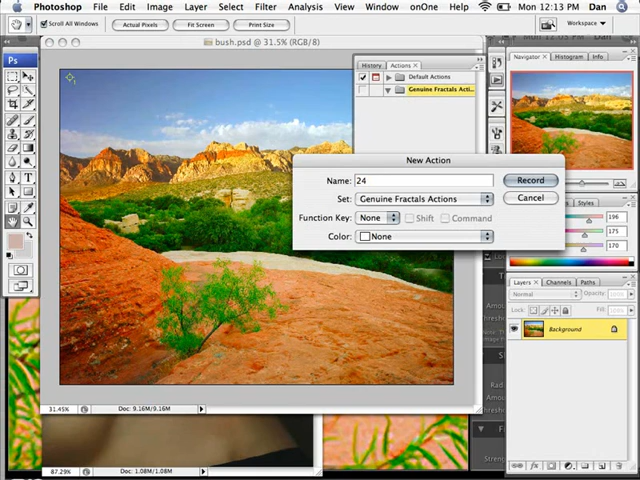 Photoshop File Edit Image Layer Select Filter Analysis View Window onOne Help Mon 12:13 PM Dan
Scroll All Windows Actual Pixels Fit Screen Print Size Workspace
bush.psd @ 31.5% (RGB/8)
Ps
History Actions
Default Actions
Genuine Fractals Acti...
Navigator Histogram Info
New Action
Name: 24
Record
Set: Genuine Fractals Actions
Cancel
Function Key: None Shift Command
Color: None
Styles
196
175
170
Layers Channels Paths
Normal Opacity:
Lock: Fill:
Background
31.45% Doc: 9.16M/9.16M
87.29% Doc: 1.08M/1.08M